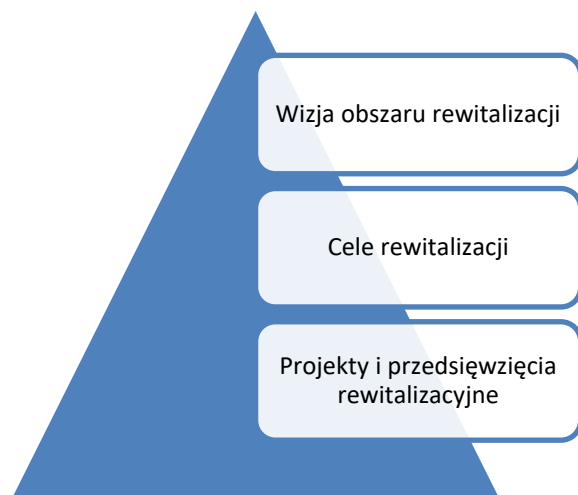 Wizja obszaru rewitalizacji
Cele rewitalizacji
Projekty i przedsięwzięcia
rewitalizacyjne